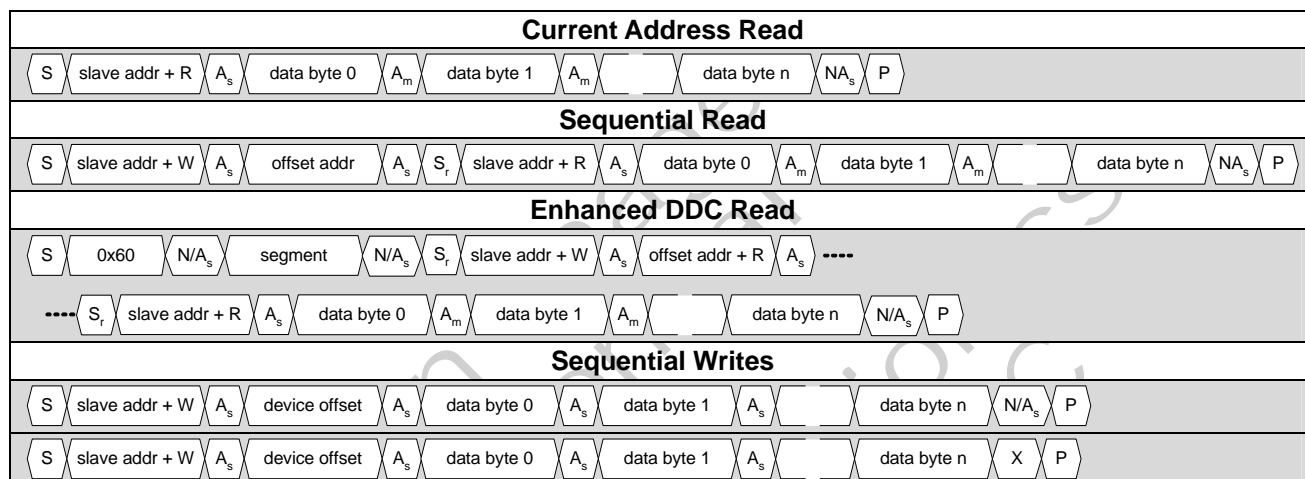 Current Address Read
S slave addr + R As data byte 0 Am data byte 1 Am data byte n NAs P
Sequential Read
S slave addr + W As offset addr As Sr slave addr + R As data byte 0 Am data byte 1 Am data byte n NAs P
Enhanced DDC Read
S 0x60 N/As segment N/As Sr slave addr + W As offset addr + R As
Sr slave addr + R As data byte 0 Am data byte 1 Am data byte n N/As P
Sequential Writes
S slave addr + W As device offset As data byte 0 As data byte 1 As data byte n N/As P
S slave addr + W As device offset As data byte 0 As data byte 1 As data byte n X P